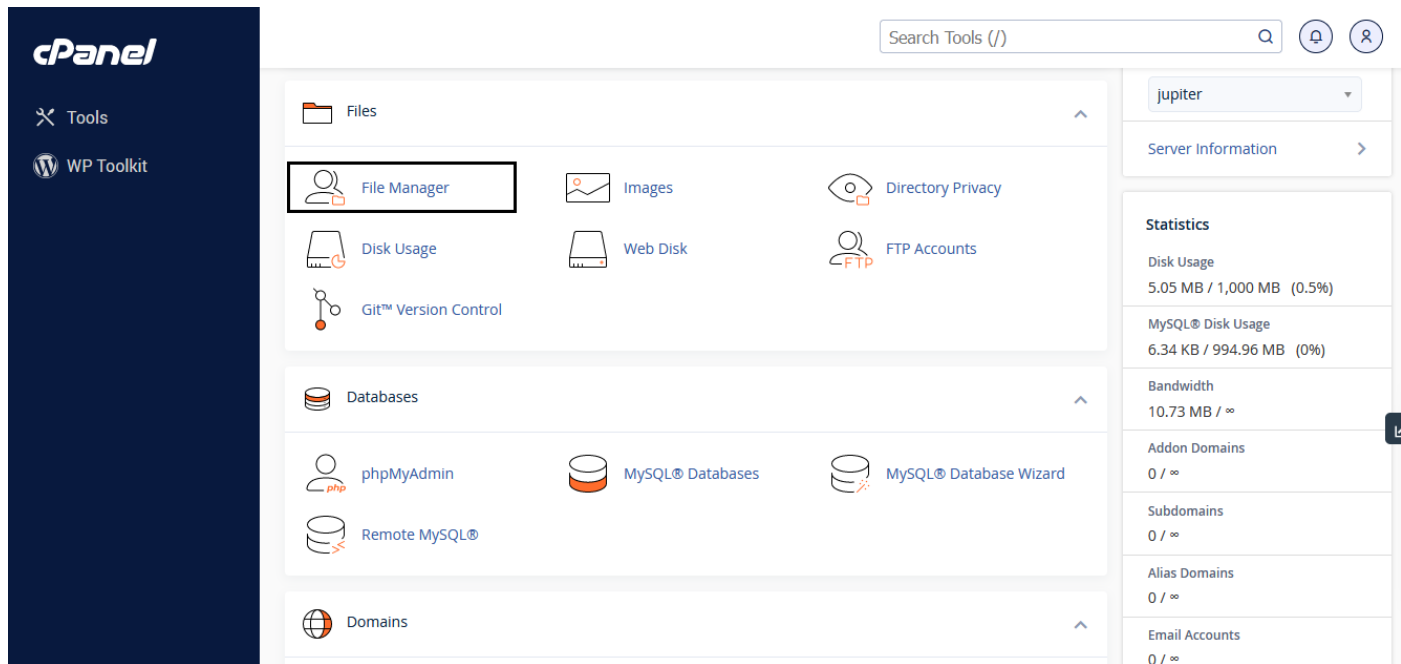 cPanel
Search Tools (/)
Tools
WP Toolkit
Files
File Manager
Images
Directory Privacy
Disk Usage
Web Disk
FTP
FTP Accounts
Git™ Version Control
Databases
php
phpMyAdmin
MySQL® Databases
MySQL® Database Wizard
Remote MySQL®
Domains
jupiter
Server Information
Statistics
Disk Usage
5.05 MB / 1,000 MB (0.5%)
MySQL® Disk Usage
6.34 KB / 994.96 MB (0%)
Bandwidth
10.73 MB / ∞
Addon Domains
0 / ∞
Subdomains
0 / ∞
Alias Domains
0 / ∞
Email Accounts
0 / ∞